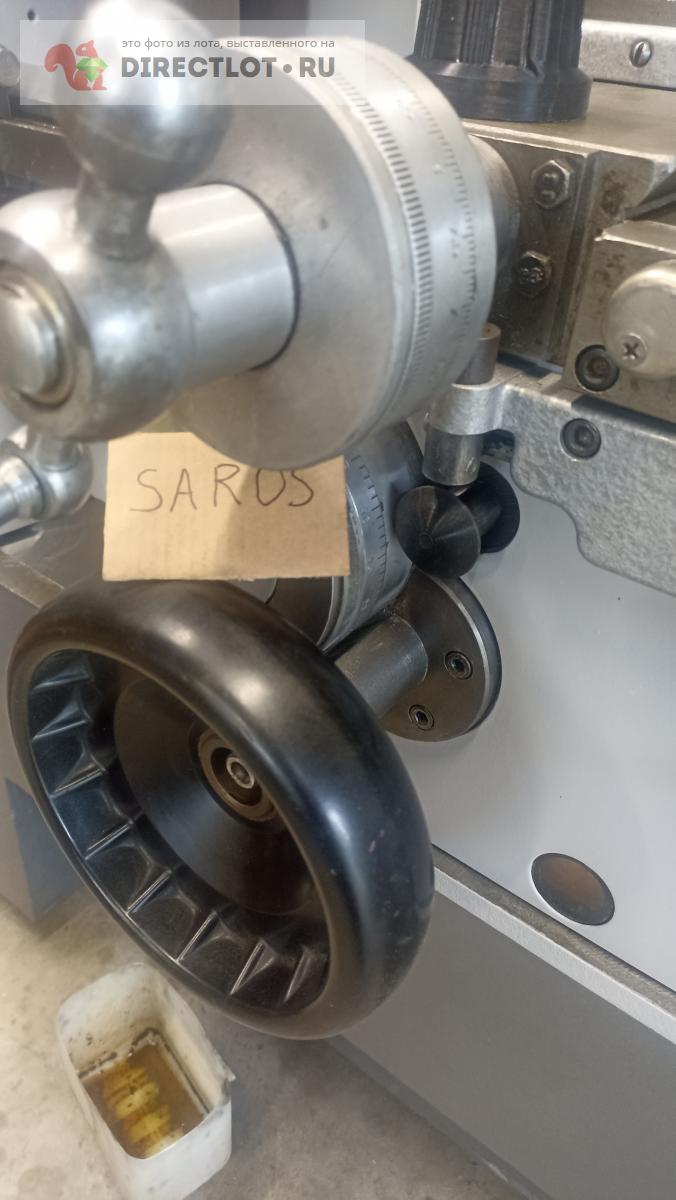 это фото из лота, выставленного на
DIRECTLOT•RU
SAROS